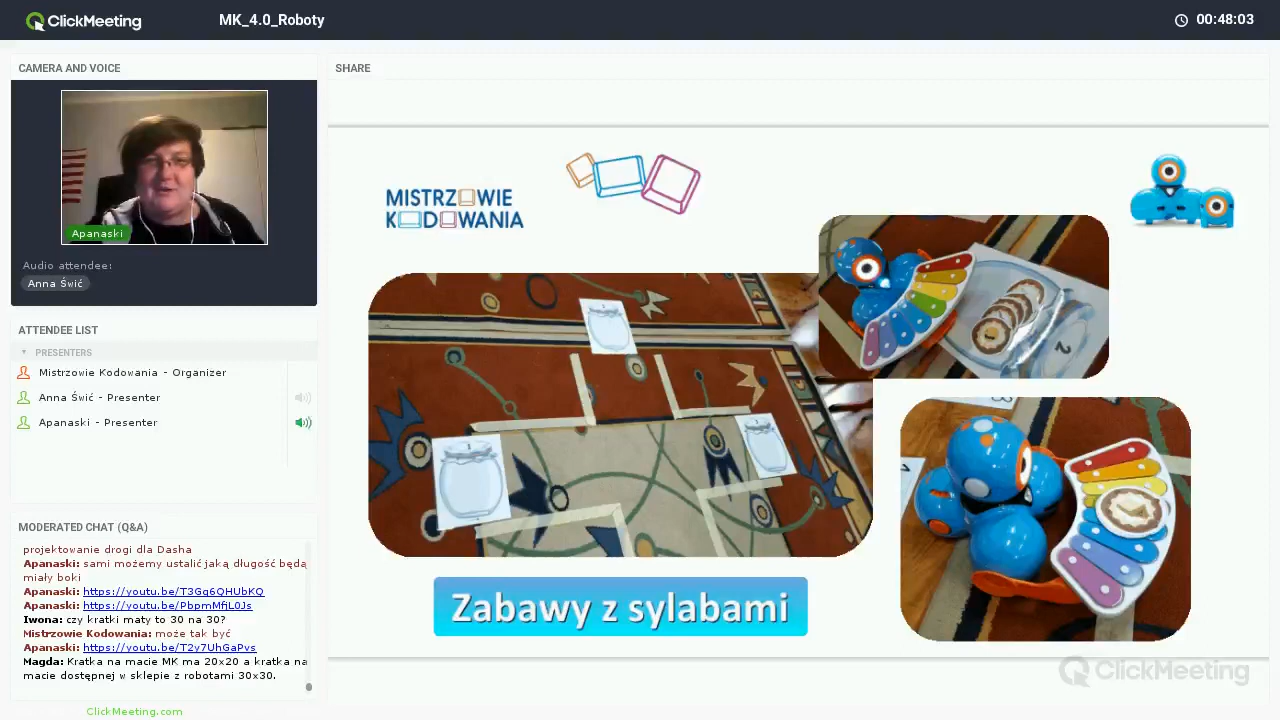 ClickMeeting
MK_4.0_Roboty
00:48:03
CAMERA AND VOICE
Apanaski
Audio attendee:
Anna Świć
ATTENDEE LIST
PRESENTERS
Mistrzowie Kodowania - Organizer
Anna Świć - Presenter
Apanaski - Presenter
MODERATED CHAT (Q&A)
projektowanie drogi dla Dasha
Apanaski: sami możemy ustalić jaką długość będą
miały boki
Apanaski: https://youtu.be/T3Gq6QHUbKQ
Apanaski: https://youtu.be/PbpmMfjL0Js
Iwona: czy kratki maty to 30 na 30?
Mistrzowie Kodowania: może tak być
Apanaski: https://youtu.be/T2y7UhGaPvs
Magda: Kratka na macie MK ma 20x20 a kratka na
macie dostępnej w sklepie z robotami 30x30.
ClickMeeting.com
SHARE
MISTRZOWIE
KODOWANIA
2
1
Zabawy z sylabami
ClickMeeting